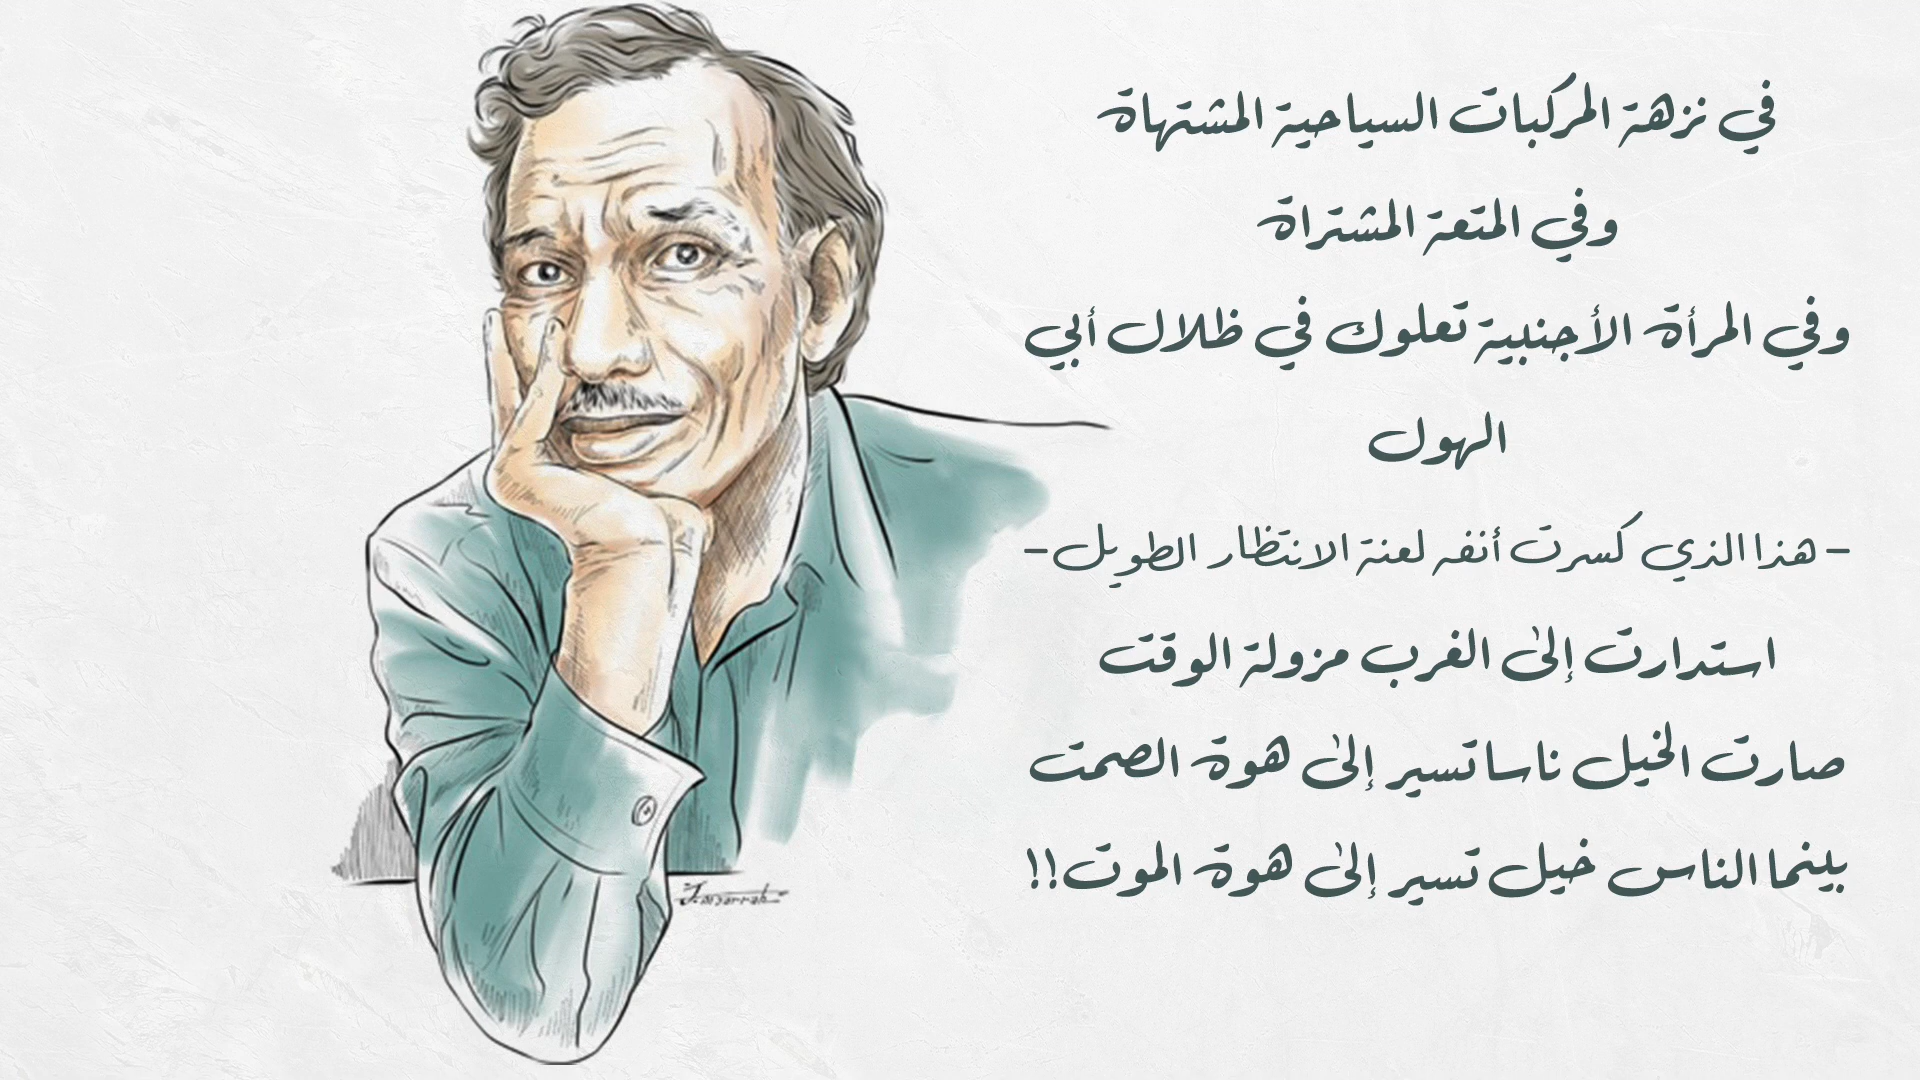 في نزهة المركبات السياحية المشتهاة
وفي المتعة المشتراة
وفي المرأة الأجنبية تعلوك في ظلال أبي
الهول
- هذا الذي كسرت أنفه لعنة الانتظار الطويل-
استدارت إلى الغرب مزولة الوقت
صارت الخيل ناسا تسير إلى هوة الصمت
بينما الناس خيل تسير إلى هوة الموت!!